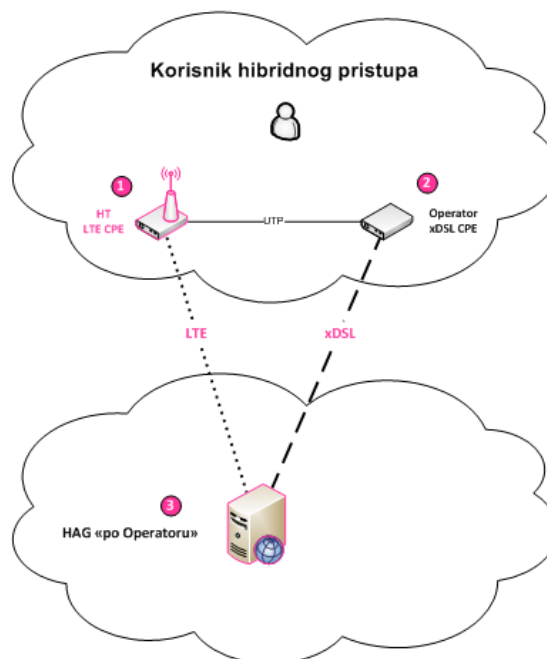 Korisnik hibridnog pristupa
1
HT
LTE CPE
UTP
2
Operator
xDSL CPE
LTE
xDSL
3
HAG «po Operatoru»